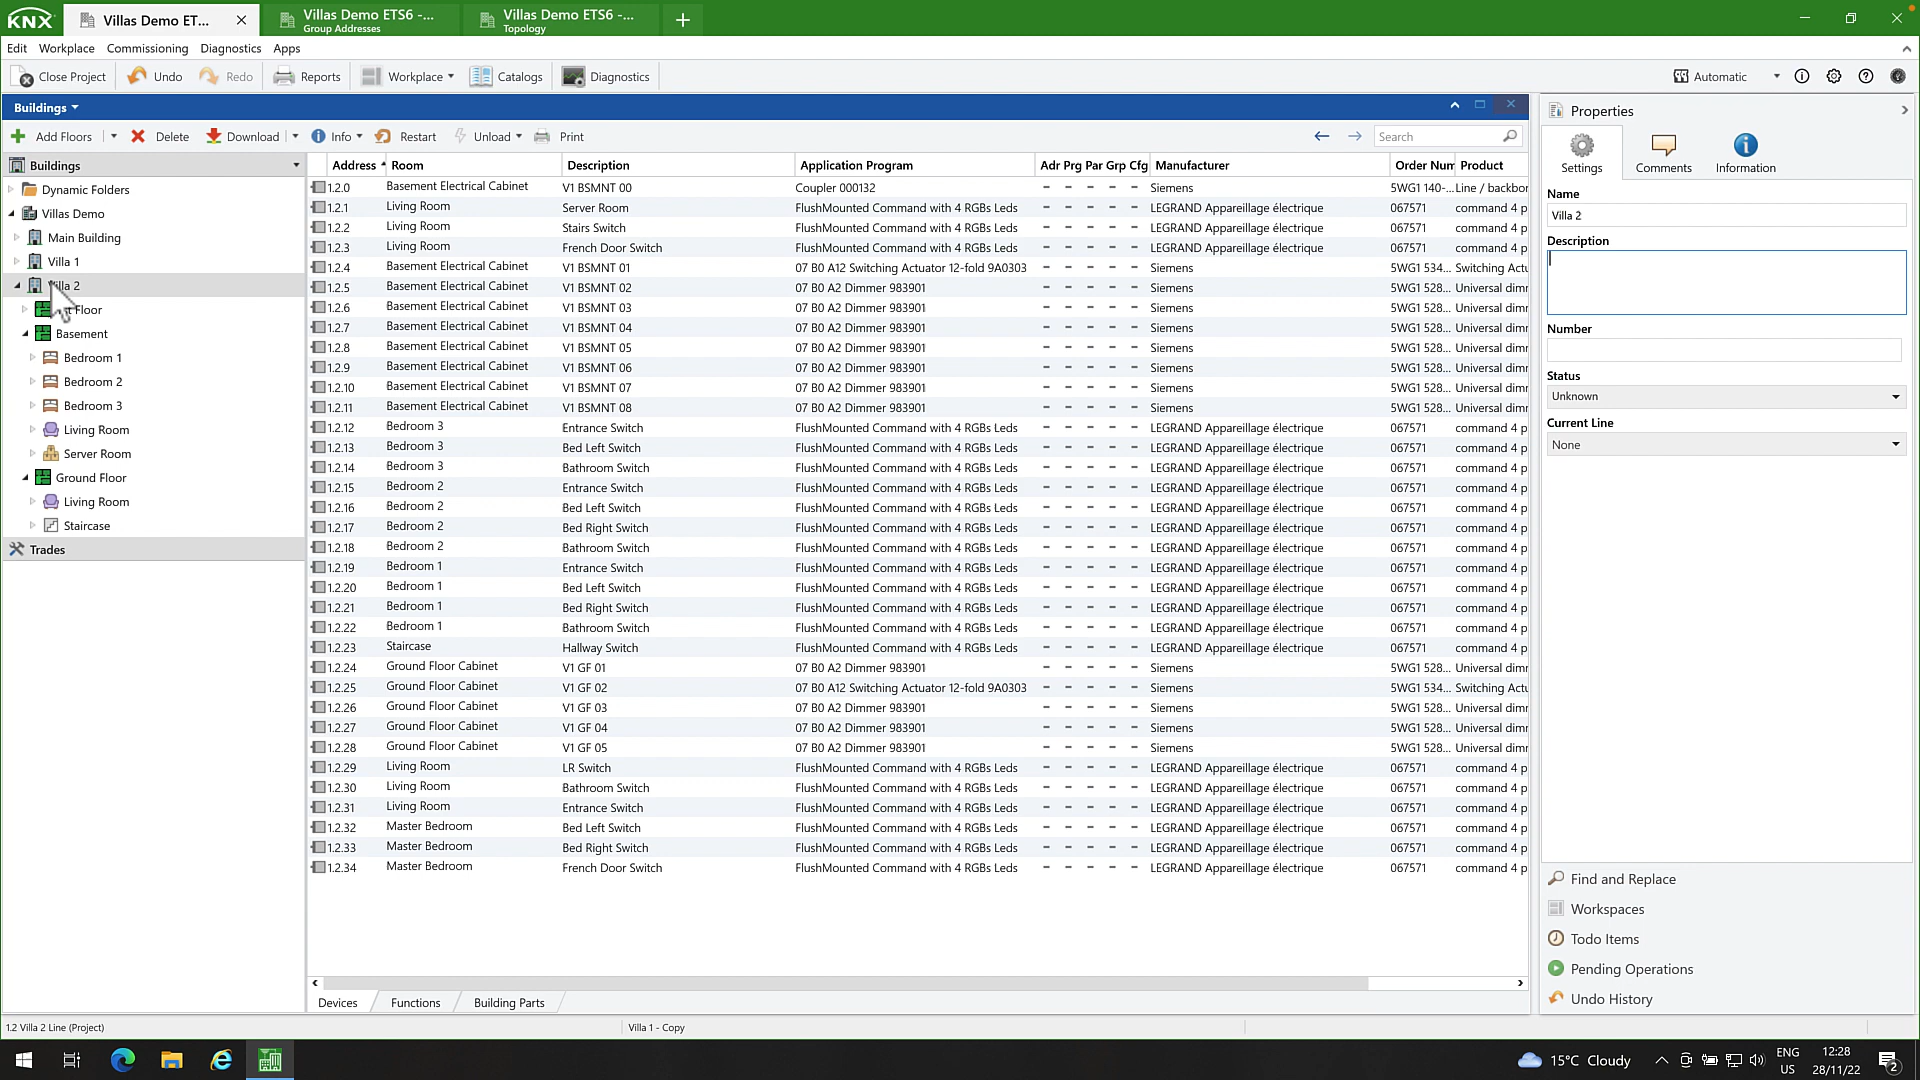 KNX
Villas Demo ET...
Villas Demo ETS6 -...
Group Addresses
Villas Demo ETS6 -...
Topology
Edit Workplace Commissioning Diagnostics Apps
Close Project Undo Redo Reports Workplace Catalogs Diagnostics Automatic
Buildings
Add Floors Delete Download Info Restart Unload Print Search
Buildings
Dynamic Folders
Villas Demo
Main Building
Villa 1
Villa 2
Floor
Basement
Bedroom 1
Bedroom 2
Bedroom 3
Living Room
Server Room
Ground Floor
Living Room
Staircase
Trades
Address Room Description Application Program Adr Prg Par Grp Cfg Manufacturer Order Num Product
1.2.0 Basement Electrical Cabinet V1 BSMNT 00 Coupler 000132 - - - - - Siemens 5WG1 140-... Line / backbor
1.2.1 Living Room Server Room FlushMounted Command with 4 RGBs Leds - - - - - LEGRAND Appareillage électrique 067571 command 4 p
1.2.2 Living Room Stairs Switch FlushMounted Command with 4 RGBs Leds - - - - - LEGRAND Appareillage électrique 067571 command 4 p
1.2.3 Living Room French Door Switch FlushMounted Command with 4 RGBs Leds - - - - - LEGRAND Appareillage électrique 067571 command 4 p
1.2.4 Basement Electrical Cabinet V1 BSMNT 01 07 B0 A12 Switching Actuator 12-fold 9A0303 - - - - - Siemens 5WG1 534... Switching Actu
1.2.5 Basement Electrical Cabinet V1 BSMNT 02 07 B0 A2 Dimmer 983901 - - - - - Siemens 5WG1 528... Universal dimr
1.2.6 Basement Electrical Cabinet V1 BSMNT 03 07 B0 A2 Dimmer 983901 - - - - - Siemens 5WG1 528... Universal dimr
1.2.7 Basement Electrical Cabinet V1 BSMNT 04 07 B0 A2 Dimmer 983901 - - - - - Siemens 5WG1 528... Universal dimr
1.2.8 Basement Electrical Cabinet V1 BSMNT 05 07 B0 A2 Dimmer 983901 - - - - - Siemens 5WG1 528... Universal dimr
1.2.9 Basement Electrical Cabinet V1 BSMNT 06 07 B0 A2 Dimmer 983901 - - - - - Siemens 5WG1 528... Universal dimr
1.2.10 Basement Electrical Cabinet V1 BSMNT 07 07 B0 A2 Dimmer 983901 - - - - - Siemens 5WG1 528... Universal dimr
1.2.11 Basement Electrical Cabinet V1 BSMNT 08 07 B0 A2 Dimmer 983901 - - - - - Siemens 5WG1 528... Universal dimr
1.2.12 Bedroom 3 Entrance Switch FlushMounted Command with 4 RGBs Leds - - - - - LEGRAND Appareillage électrique 067571 command 4 p
1.2.13 Bedroom 3 Bed Left Switch FlushMounted Command with 4 RGBs Leds - - - - - LEGRAND Appareillage électrique 067571 command 4 p
1.2.14 Bedroom 3 Bathroom Switch FlushMounted Command with 4 RGBs Leds - - - - - LEGRAND Appareillage électrique 067571 command 4 p
1.2.15 Bedroom 2 Entrance Switch FlushMounted Command with 4 RGBs Leds - - - - - LEGRAND Appareillage électrique 067571 command 4 p
1.2.16 Bedroom 2 Bed Left Switch FlushMounted Command with 4 RGBs Leds - - - - - LEGRAND Appareillage électrique 067571 command 4 p
1.2.17 Bedroom 2 Bed Right Switch FlushMounted Command with 4 RGBs Leds - - - - - LEGRAND Appareillage électrique 067571 command 4 p
1.2.18 Bedroom 2 Bathroom Switch FlushMounted Command with 4 RGBs Leds - - - - - LEGRAND Appareillage électrique 067571 command 4 p
1.2.19 Bedroom 1 Entrance Switch FlushMounted Command with 4 RGBs Leds - - - - - LEGRAND Appareillage électrique 067571 command 4 p
1.2.20 Bedroom 1 Bed Left Switch FlushMounted Command with 4 RGBs Leds - - - - - LEGRAND Appareillage électrique 067571 command 4 p
1.2.21 Bedroom 1 Bed Right Switch FlushMounted Command with 4 RGBs Leds - - - - - LEGRAND Appareillage électrique 067571 command 4 p
1.2.22 Bedroom 1 Bathroom Switch FlushMounted Command with 4 RGBs Leds - - - - - LEGRAND Appareillage électrique 067571 command 4 p
1.2.23 Staircase Hallway Switch FlushMounted Command with 4 RGBs Leds - - - - - LEGRAND Appareillage électrique 067571 command 4 p
1.2.24 Ground Floor Cabinet V1 GF 01 07 B0 A2 Dimmer 983901 - - - - - Siemens 5WG1 528... Universal dimr
1.2.25 Ground Floor Cabinet V1 GF 02 07 B0 A12 Switching Actuator 12-fold 9A0303 - - - - - Siemens 5WG1 534... Switching Actu
1.2.26 Ground Floor Cabinet V1 GF 03 07 B0 A2 Dimmer 983901 - - - - - Siemens 5WG1 528... Universal dimr
1.2.27 Ground Floor Cabinet V1 GF 04 07 B0 A2 Dimmer 983901 - - - - - Siemens 5WG1 528... Universal dimr
1.2.28 Ground Floor Cabinet V1 GF 05 07 B0 A2 Dimmer 983901 - - - - - Siemens 5WG1 528... Universal dimr
1.2.29 Living Room LR Switch FlushMounted Command with 4 RGBs Leds - - - - - LEGRAND Appareillage électrique 067571 command 4 p
1.2.30 Living Room Bathroom Switch FlushMounted Command with 4 RGBs Leds - - - - - LEGRAND Appareillage électrique 067571 command 4 p
1.2.31 Living Room Entrance Switch FlushMounted Command with 4 RGBs Leds - - - - - LEGRAND Appareillage électrique 067571 command 4 p
1.2.32 Master Bedroom Bed Left Switch FlushMounted Command with 4 RGBs Leds - - - - - LEGRAND Appareillage électrique 067571 command 4 p
1.2.33 Master Bedroom Bed Right Switch FlushMounted Command with 4 RGBs Leds - - - - - LEGRAND Appareillage électrique 067571 command 4 p
1.2.34 Master Bedroom French Door Switch FlushMounted Command with 4 RGBs Leds - - - - - LEGRAND Appareillage électrique 067571 command 4 p
Devices Functions Building Parts
Properties
Settings Comments Information
Name
Villa 2
Description
Number
Status
Unknown
Current Line
None
Find and Replace
Workspaces
Todo Items
Pending Operations
Undo History
1.2 Villa 2 Line (Project) Villa 1 - Copy
15°C Cloudy
ENG
US
12:28
28/11/22
2